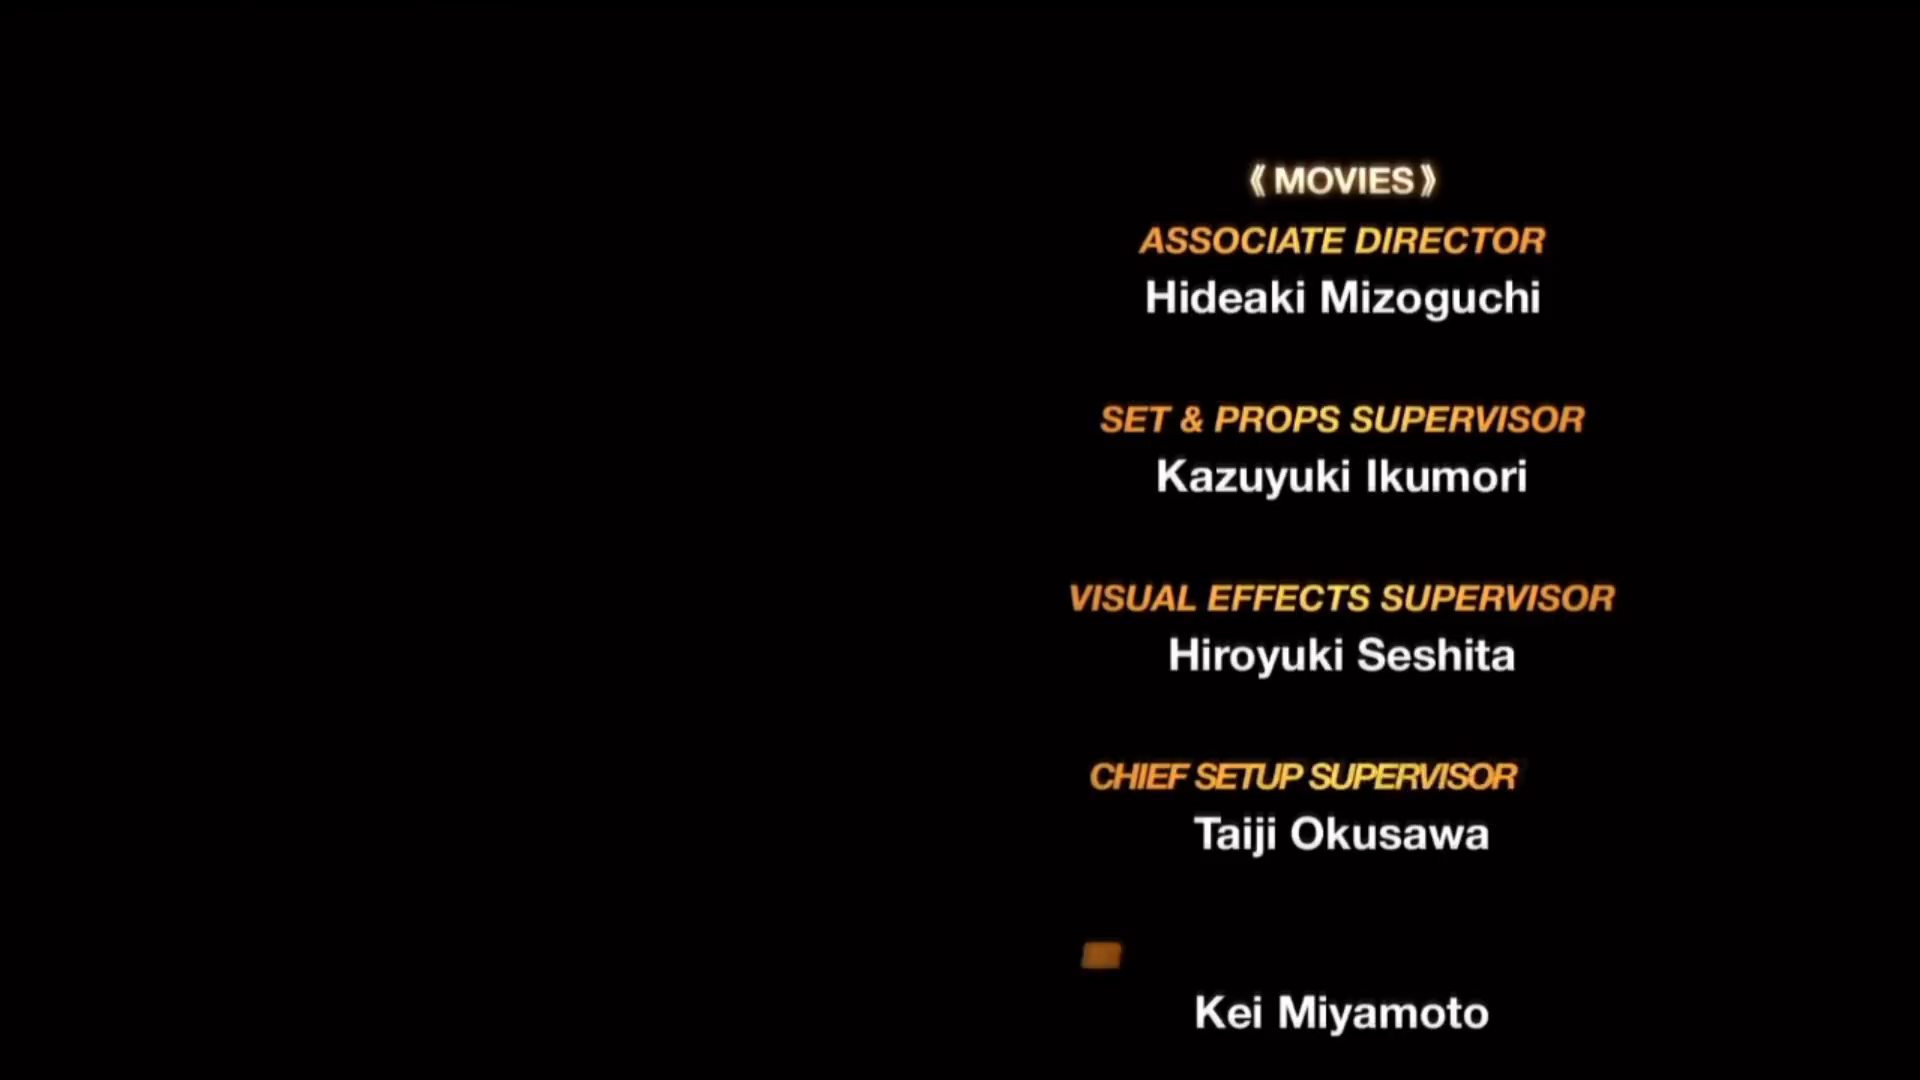 《MOVIES》
ASSOCIATE DIRECTOR
Hideaki Mizoguchi
SET & PROPS SUPERVISOR
Kazuyuki Ikumori
VISUAL EFFECTS SUPERVISOR
Hiroyuki Seshita
CHIEF SETUP SUPERVISOR
Taiji Okusawa
Kei Miyamoto